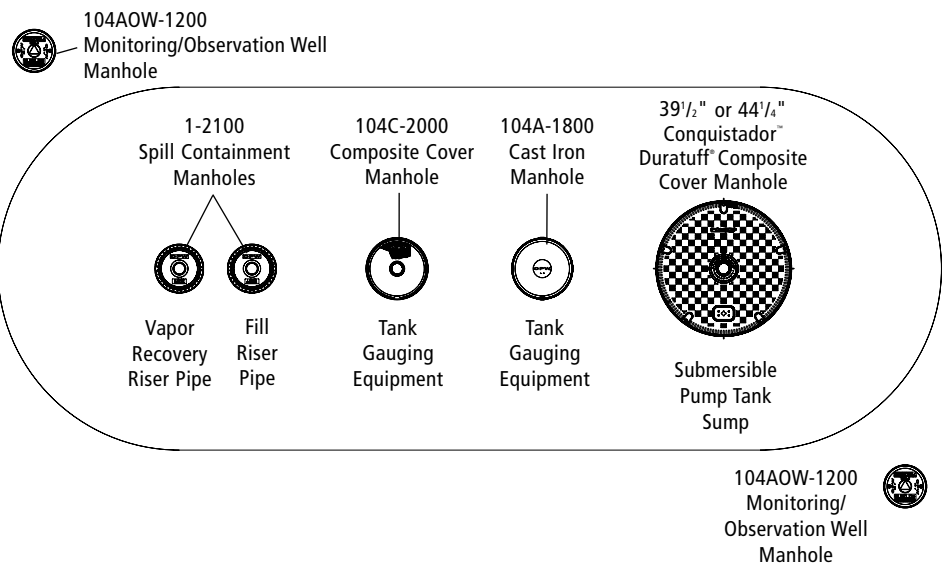 104AOW-1200
Monitoring/Observation Well
Manhole
1-2100
Spill Containment
Manholes
104C-2000
Composite Cover
Manhole
104A-1800
Cast Iron
Manhole
39¹/₂" or 44¹/₄"
Conquistador™
Duratuff® Composite
Cover Manhole
Vapor
Recovery
Riser Pipe
Fill
Riser
Pipe
Tank
Gauging
Equipment
Tank
Gauging
Equipment
Submersible
Pump Tank
Sump
104AOW-1200
Monitoring/
Observation Well
Manhole